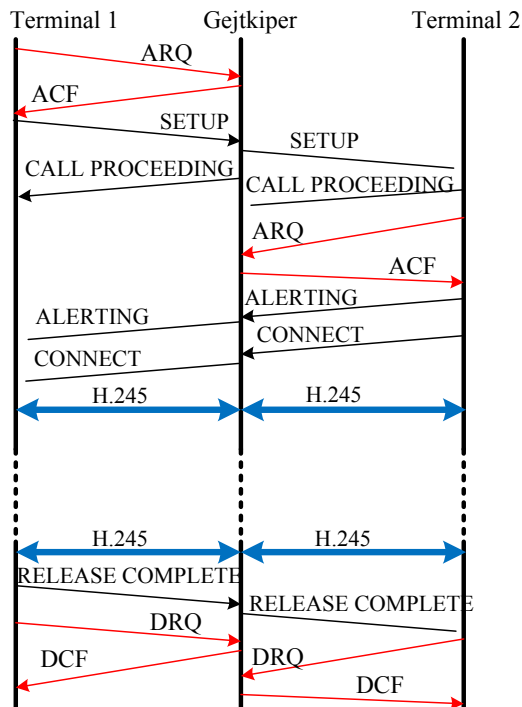 Terminal 1 Gejtkiper Terminal 2
ARQ
ACF
SETUP
SETUP
CALL PROCEEDING
CALL PROCEEDING
ARQ
ACF
ALERTING
ALERTING
CONNECT
CONNECT
H.245 H.245
H.245 H.245
RELEASE COMPLETE
RELEASE COMPLETE
DRQ
DCF
DRQ
DCF